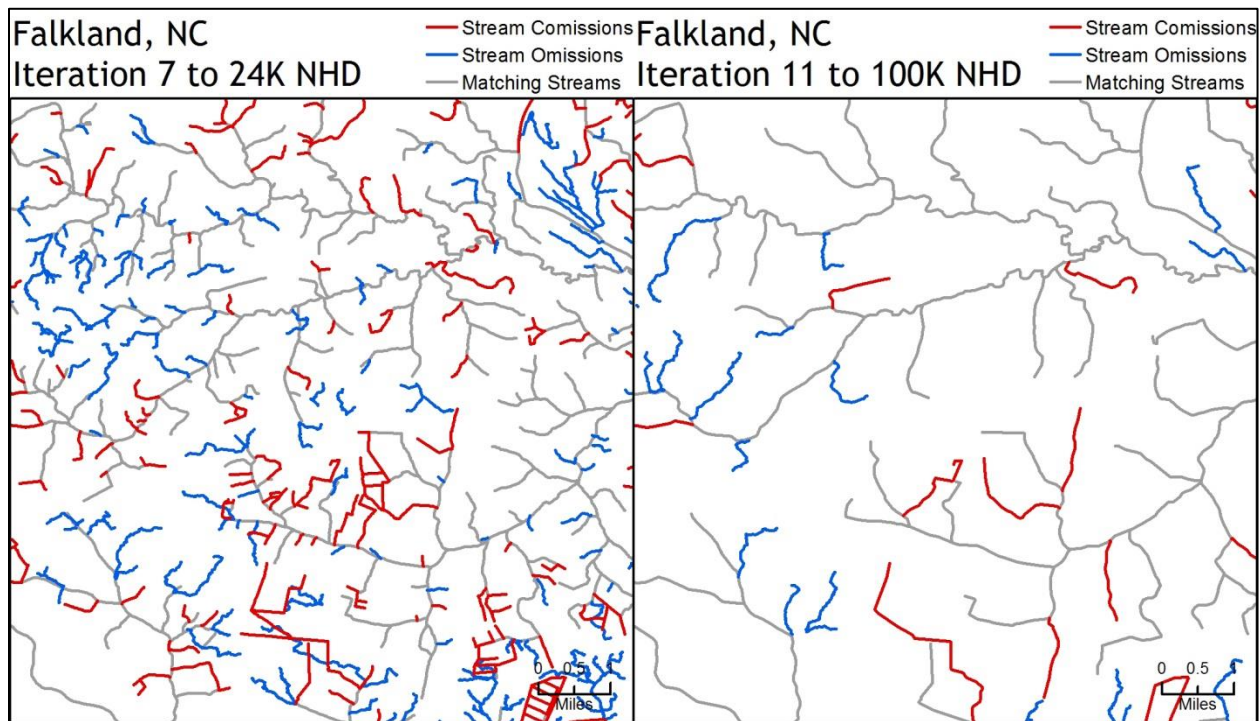 Falkland, NC
Iteration 7 to 24K NHD
Stream Comissions
Stream Omissions
Matching Streams
0 0.5 1
Miles
Falkland, NC
Iteration 11 to 100K NHD
Stream Comissions
Stream Omissions
Matching Streams
0 0.5 1
Miles